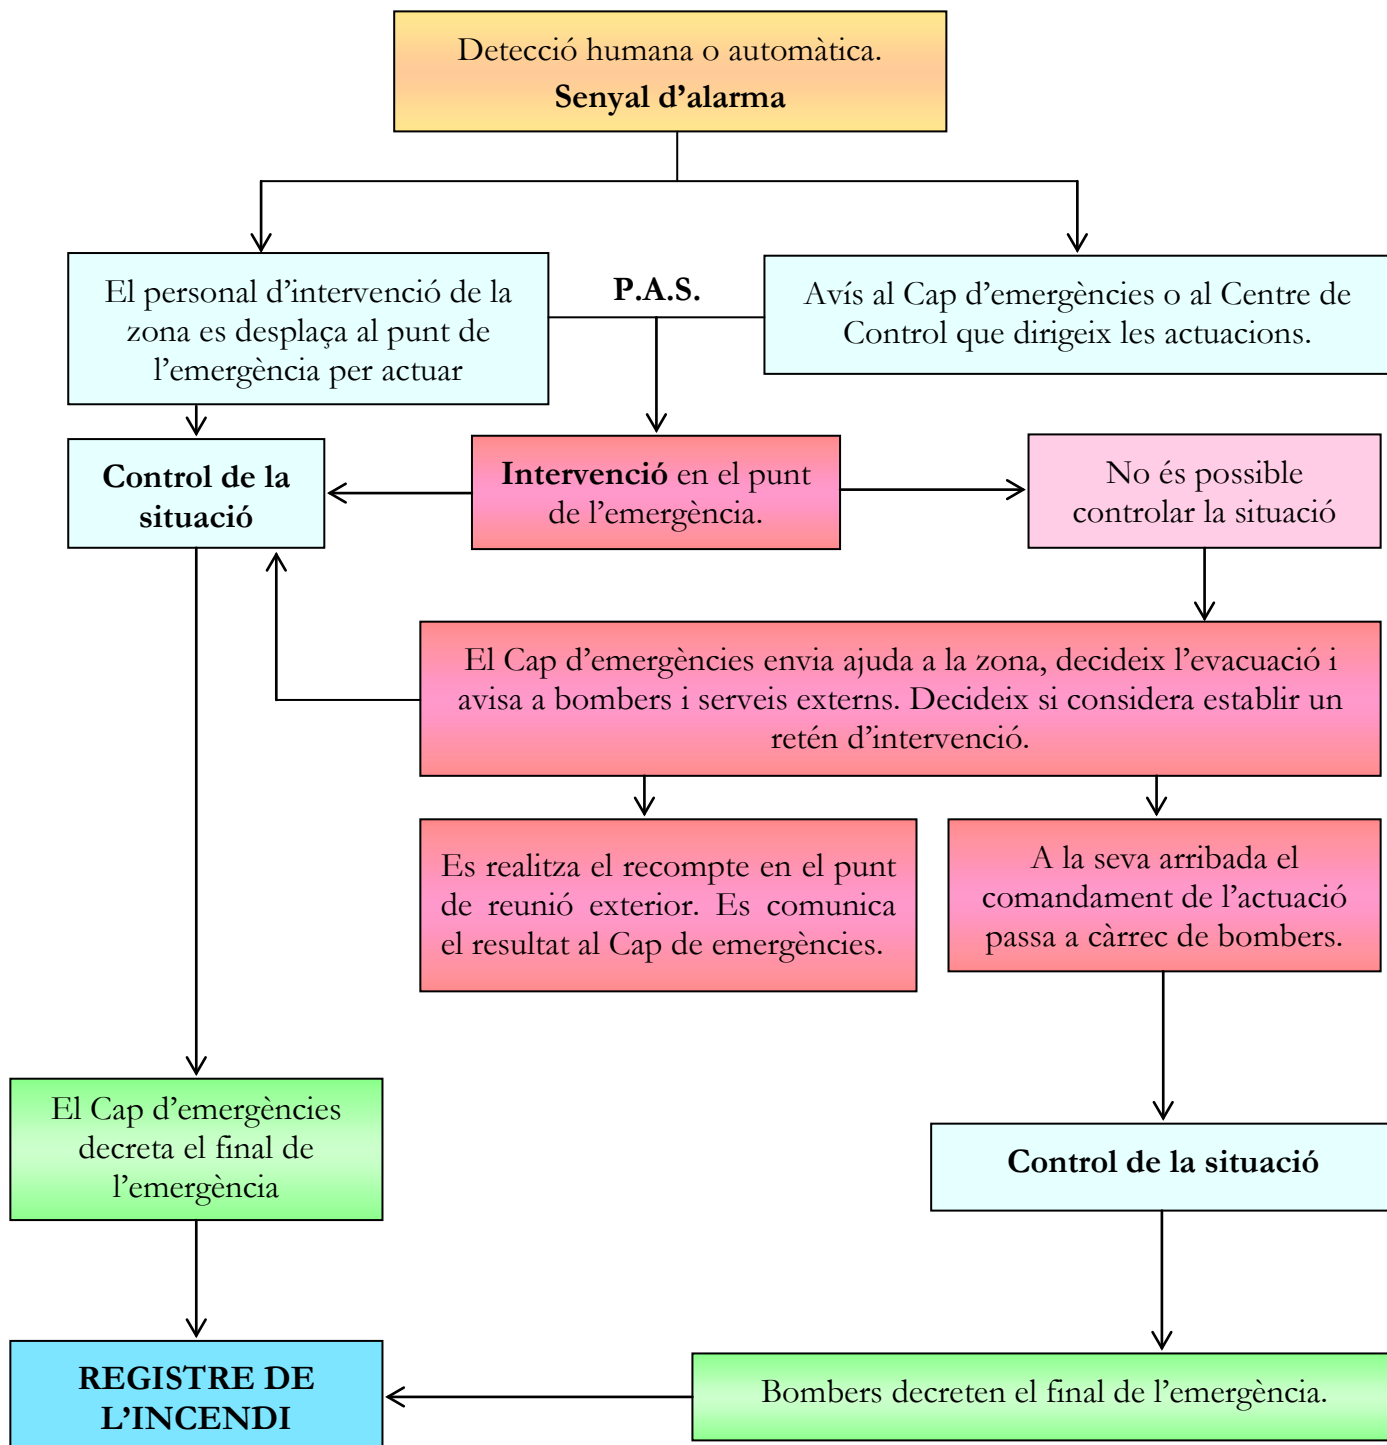 Detecció humana o automàtica.
Senyal d’alarma
El personal d’intervenció de la
zona es desplaça al punt de
l’emergència per actuar
P.A.S.
Avís al Cap d’emergències o al Centre de
Control que dirigeix les actuacions.
Control de la
situació
Intervenció en el punt
de l’emergència.
No és possible
controlar la situació
El Cap d’emergències envia ajuda a la zona, decideix l’evacuació i
avisa a bombers i serveis externs. Decideix si considera establir un
retén d’intervenció.
Es realitza el recompte en el punt
de reunió exterior. Es comunica
el resultat al Cap de emergències.
A la seva arribada el
comandament de l’actuació
passa a càrrec de bombers.
El Cap d’emergències
decreta el final de
l’emergència
Control de la situació
REGISTRE DE
L’INCENDI
Bombers decreten el final de l’emergència.